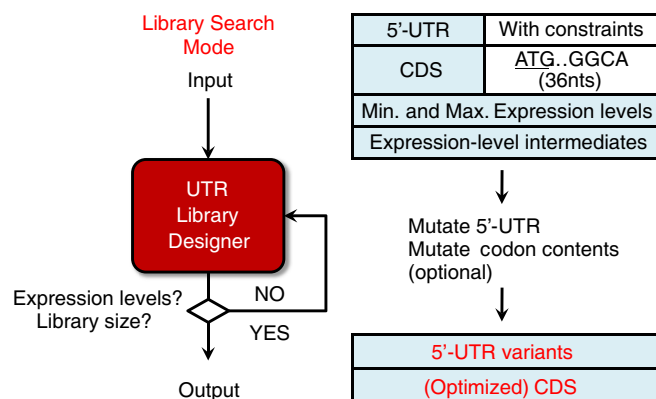 Library Search
Mode
Input
UTR
Library
Designer
Expression levels?
Library size?
NO
YES
Output
5'-UTR
With constraints
CDS
ATG..GGCA
(36nts)
Min. and Max. Expression levels
Expression-level intermediates
Mutate 5'-UTR
Mutate codon contents
(optional)
5'-UTR variants
(Optimized) CDS